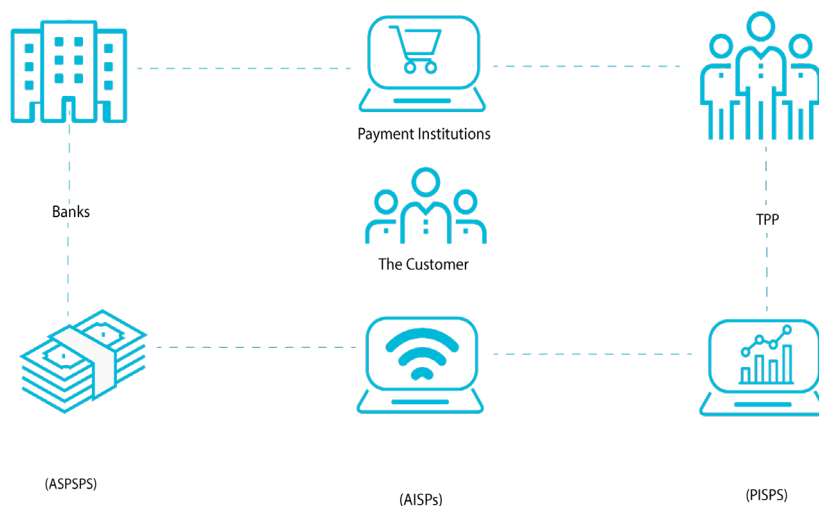 Payment Institutions
Banks
TPP
The Customer
(ASPSPS)
(AISPs)
(PISPS)